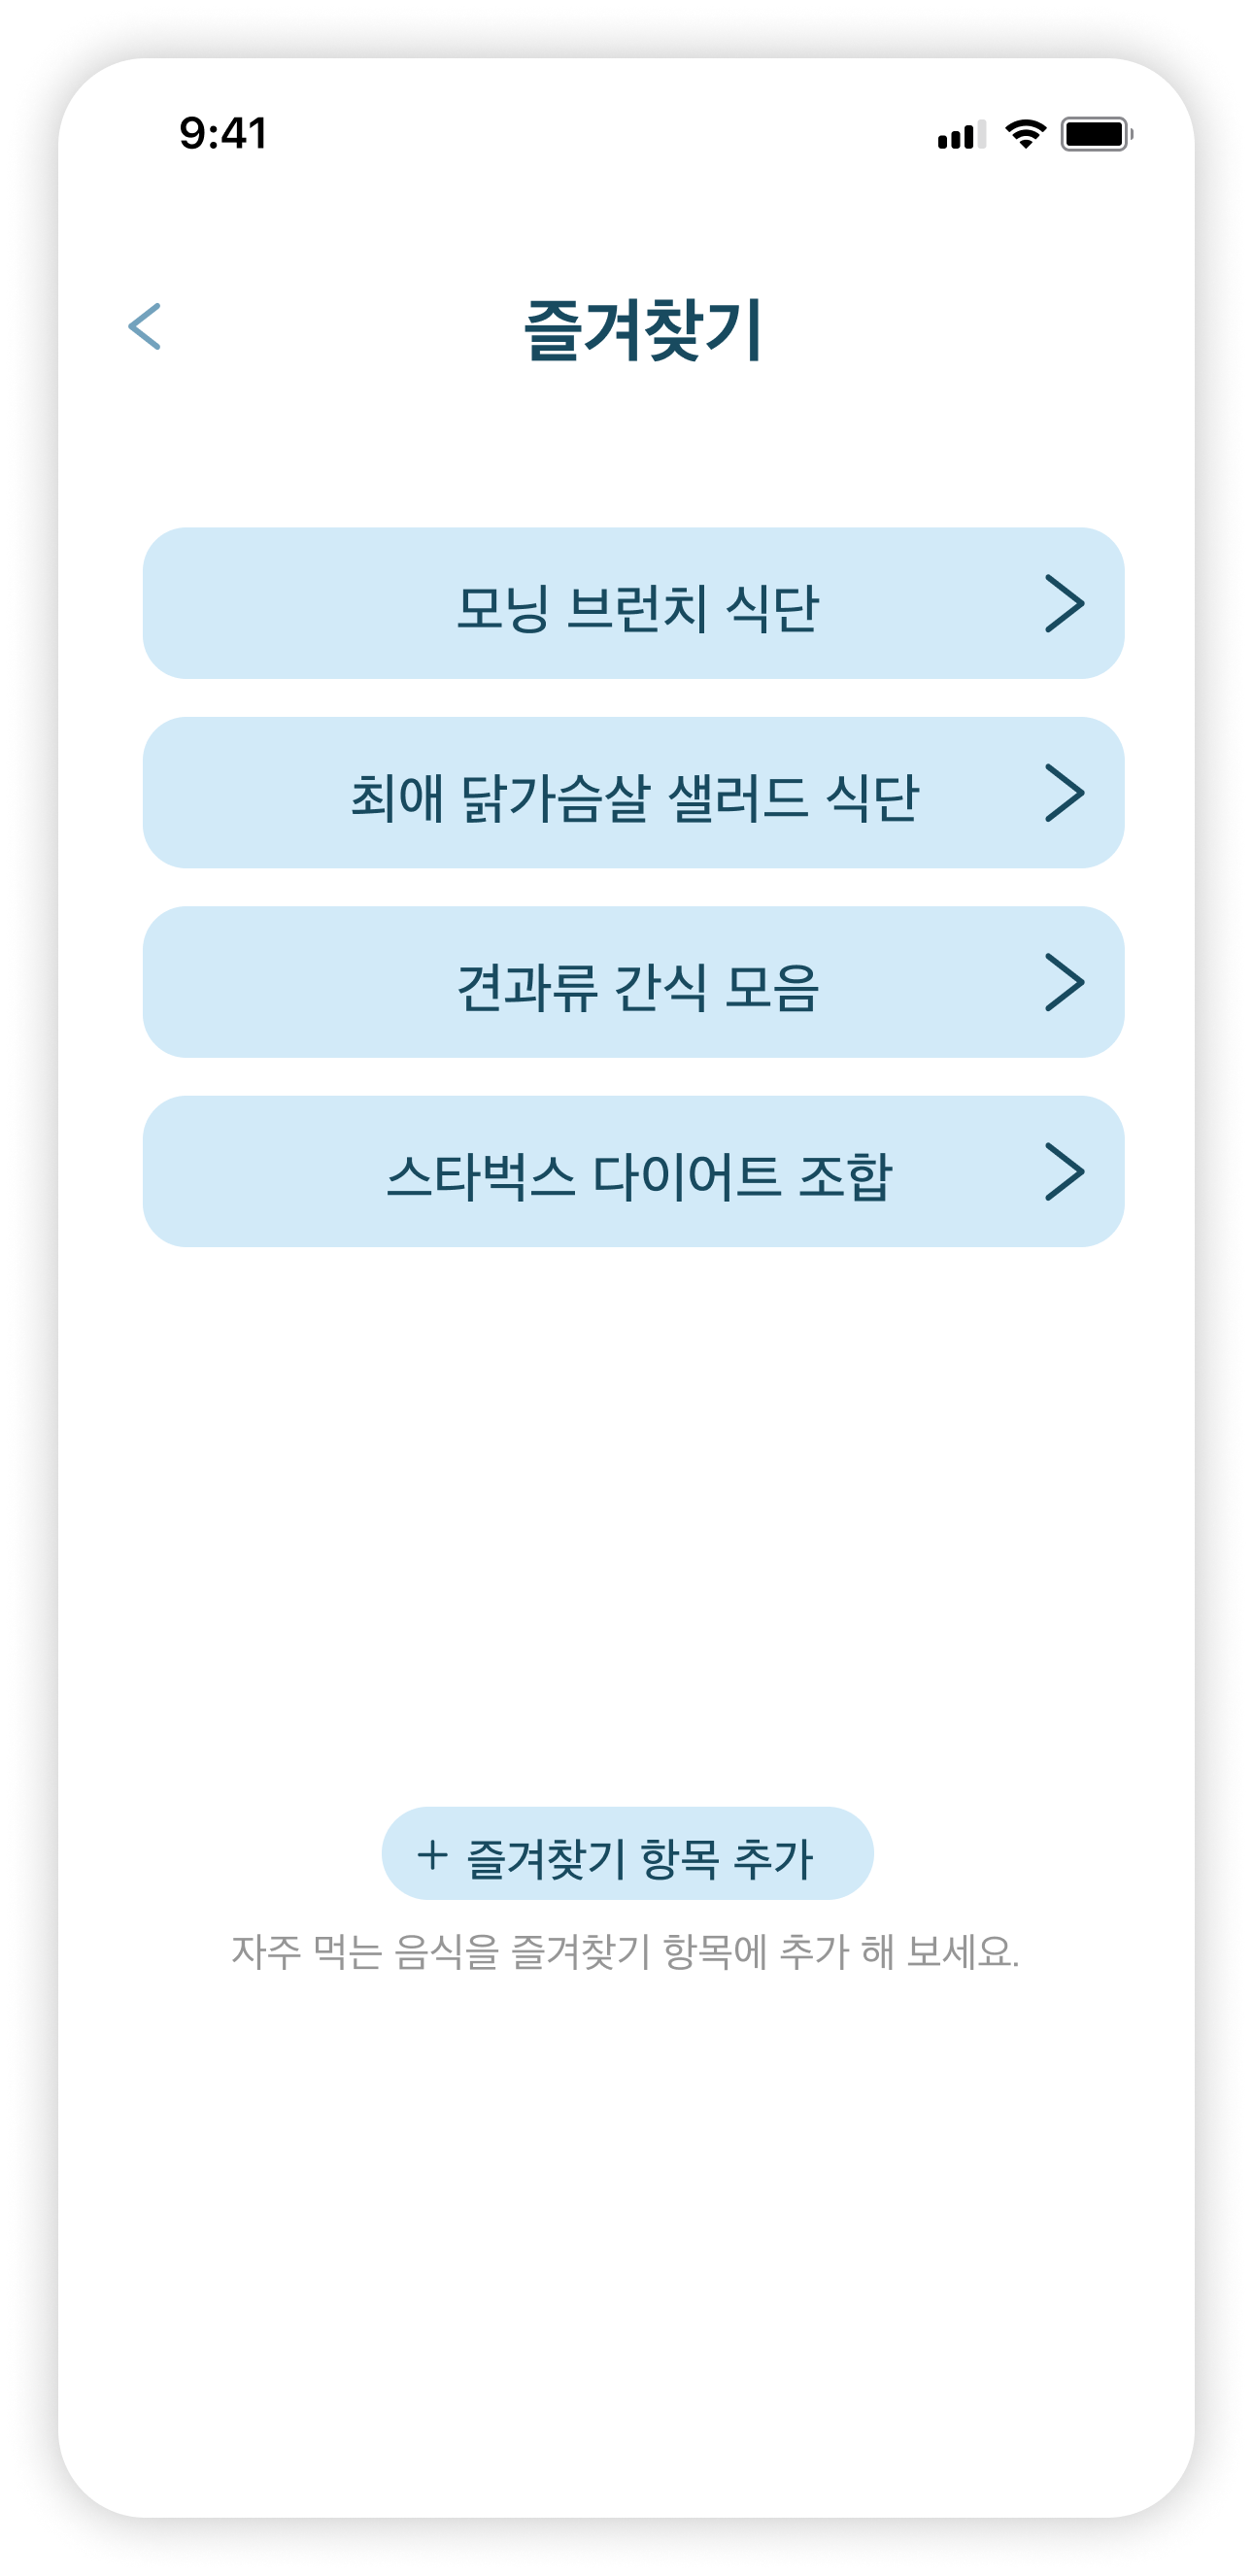 9:41
즐겨찾기
모닝 브런치 식단
최애 닭가슴살 샐러드 식단
견과류 간식 모음
스타벅스 다이어트 조합
+ 즐겨찾기 항목 추가
자주 먹는 음식을 즐겨찾기 항목에 추가 해 보세요.